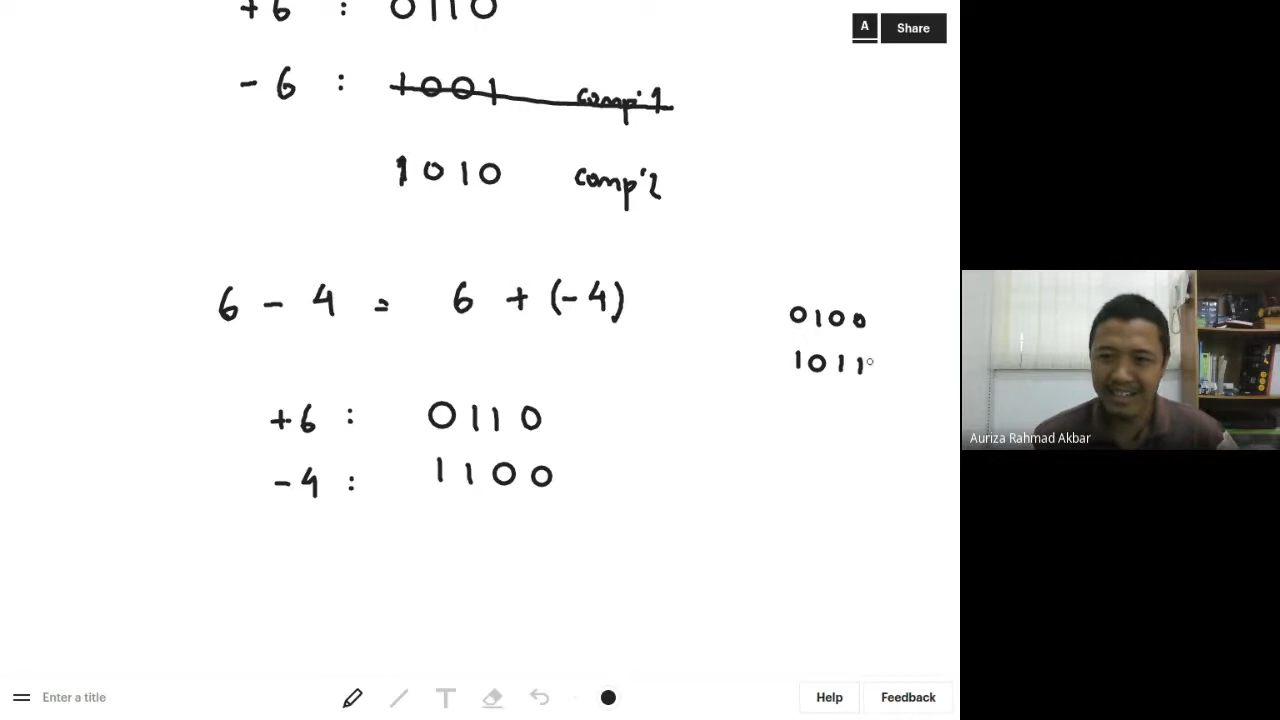 +6 : 0110
A Share
-6 : 1001 comp'1
1010 comp'2
6 - 4 = 6 + (-4)
0100
1011
+6 : 0110
-4 : 1100
Auriza Rahmad Akbar
Enter a title
T
Help Feedback